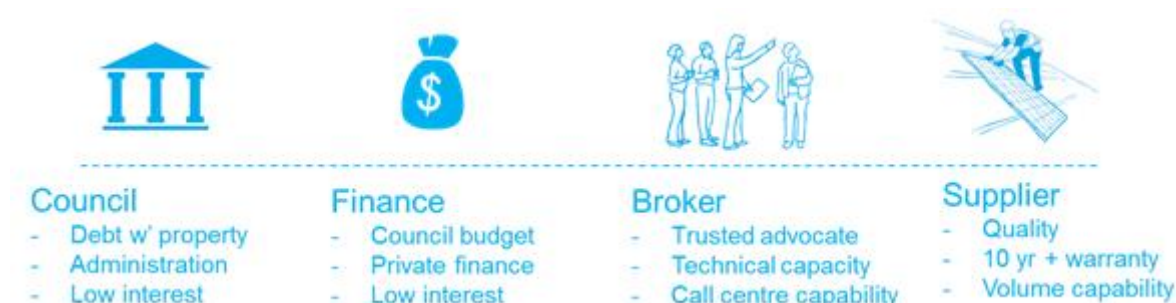 $
Council
- Debt w' property
- Administration
- Low interest
Finance
- Council budget
- Private finance
- Low interest
Broker
- Trusted advocate
- Technical capacity
- Call centre capability
Supplier
- Quality
- 10 yr + warranty
- Volume capability